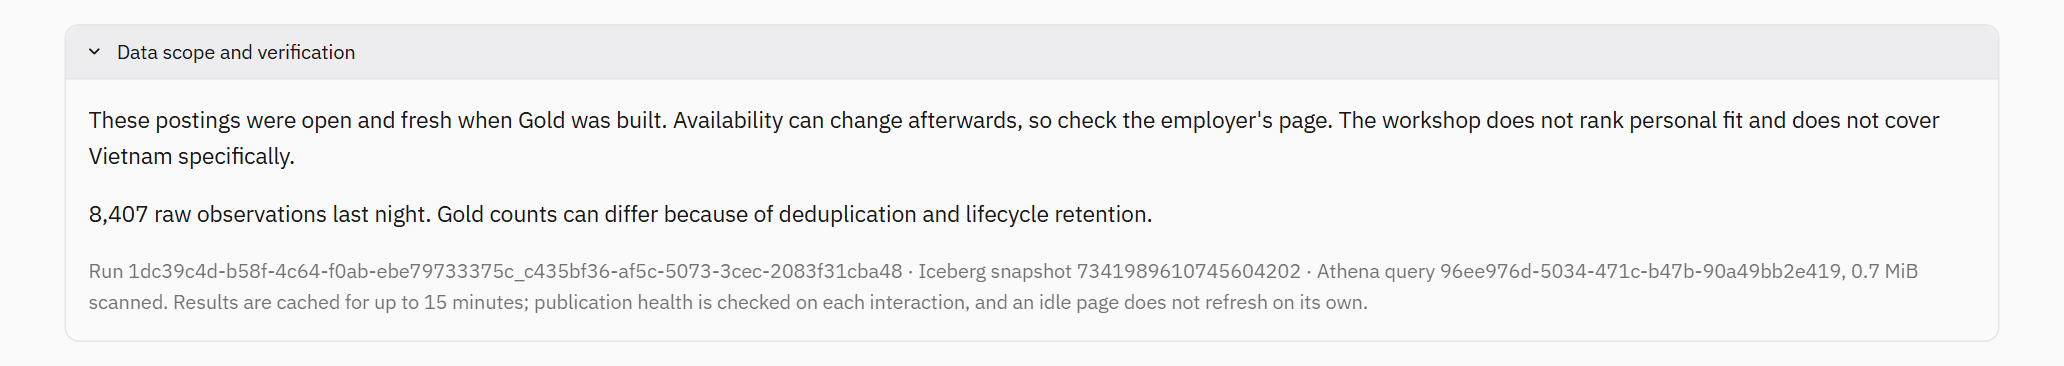 Data scope and verification
These postings were open and fresh when Gold was built. Availability can change afterwards, so check the employer's page. The workshop does not rank personal fit and does not cover
Vietnam specifically.
8,407 raw observations last night. Gold counts can differ because of deduplication and lifecycle retention.
Run 1dc39c4d-b58f-4c64-f0ab-ebe79733375c_c435bf36-af5c-5073-3cec-2083f31cba48 · Iceberg snapshot 7341989610745604202 · Athena query 96ee976d-5034-471c-b47b-90a49bb2e419, 0.7 MiB
scanned. Results are cached for up to 15 minutes; publication health is checked on each interaction, and an idle page does not refresh on its own.